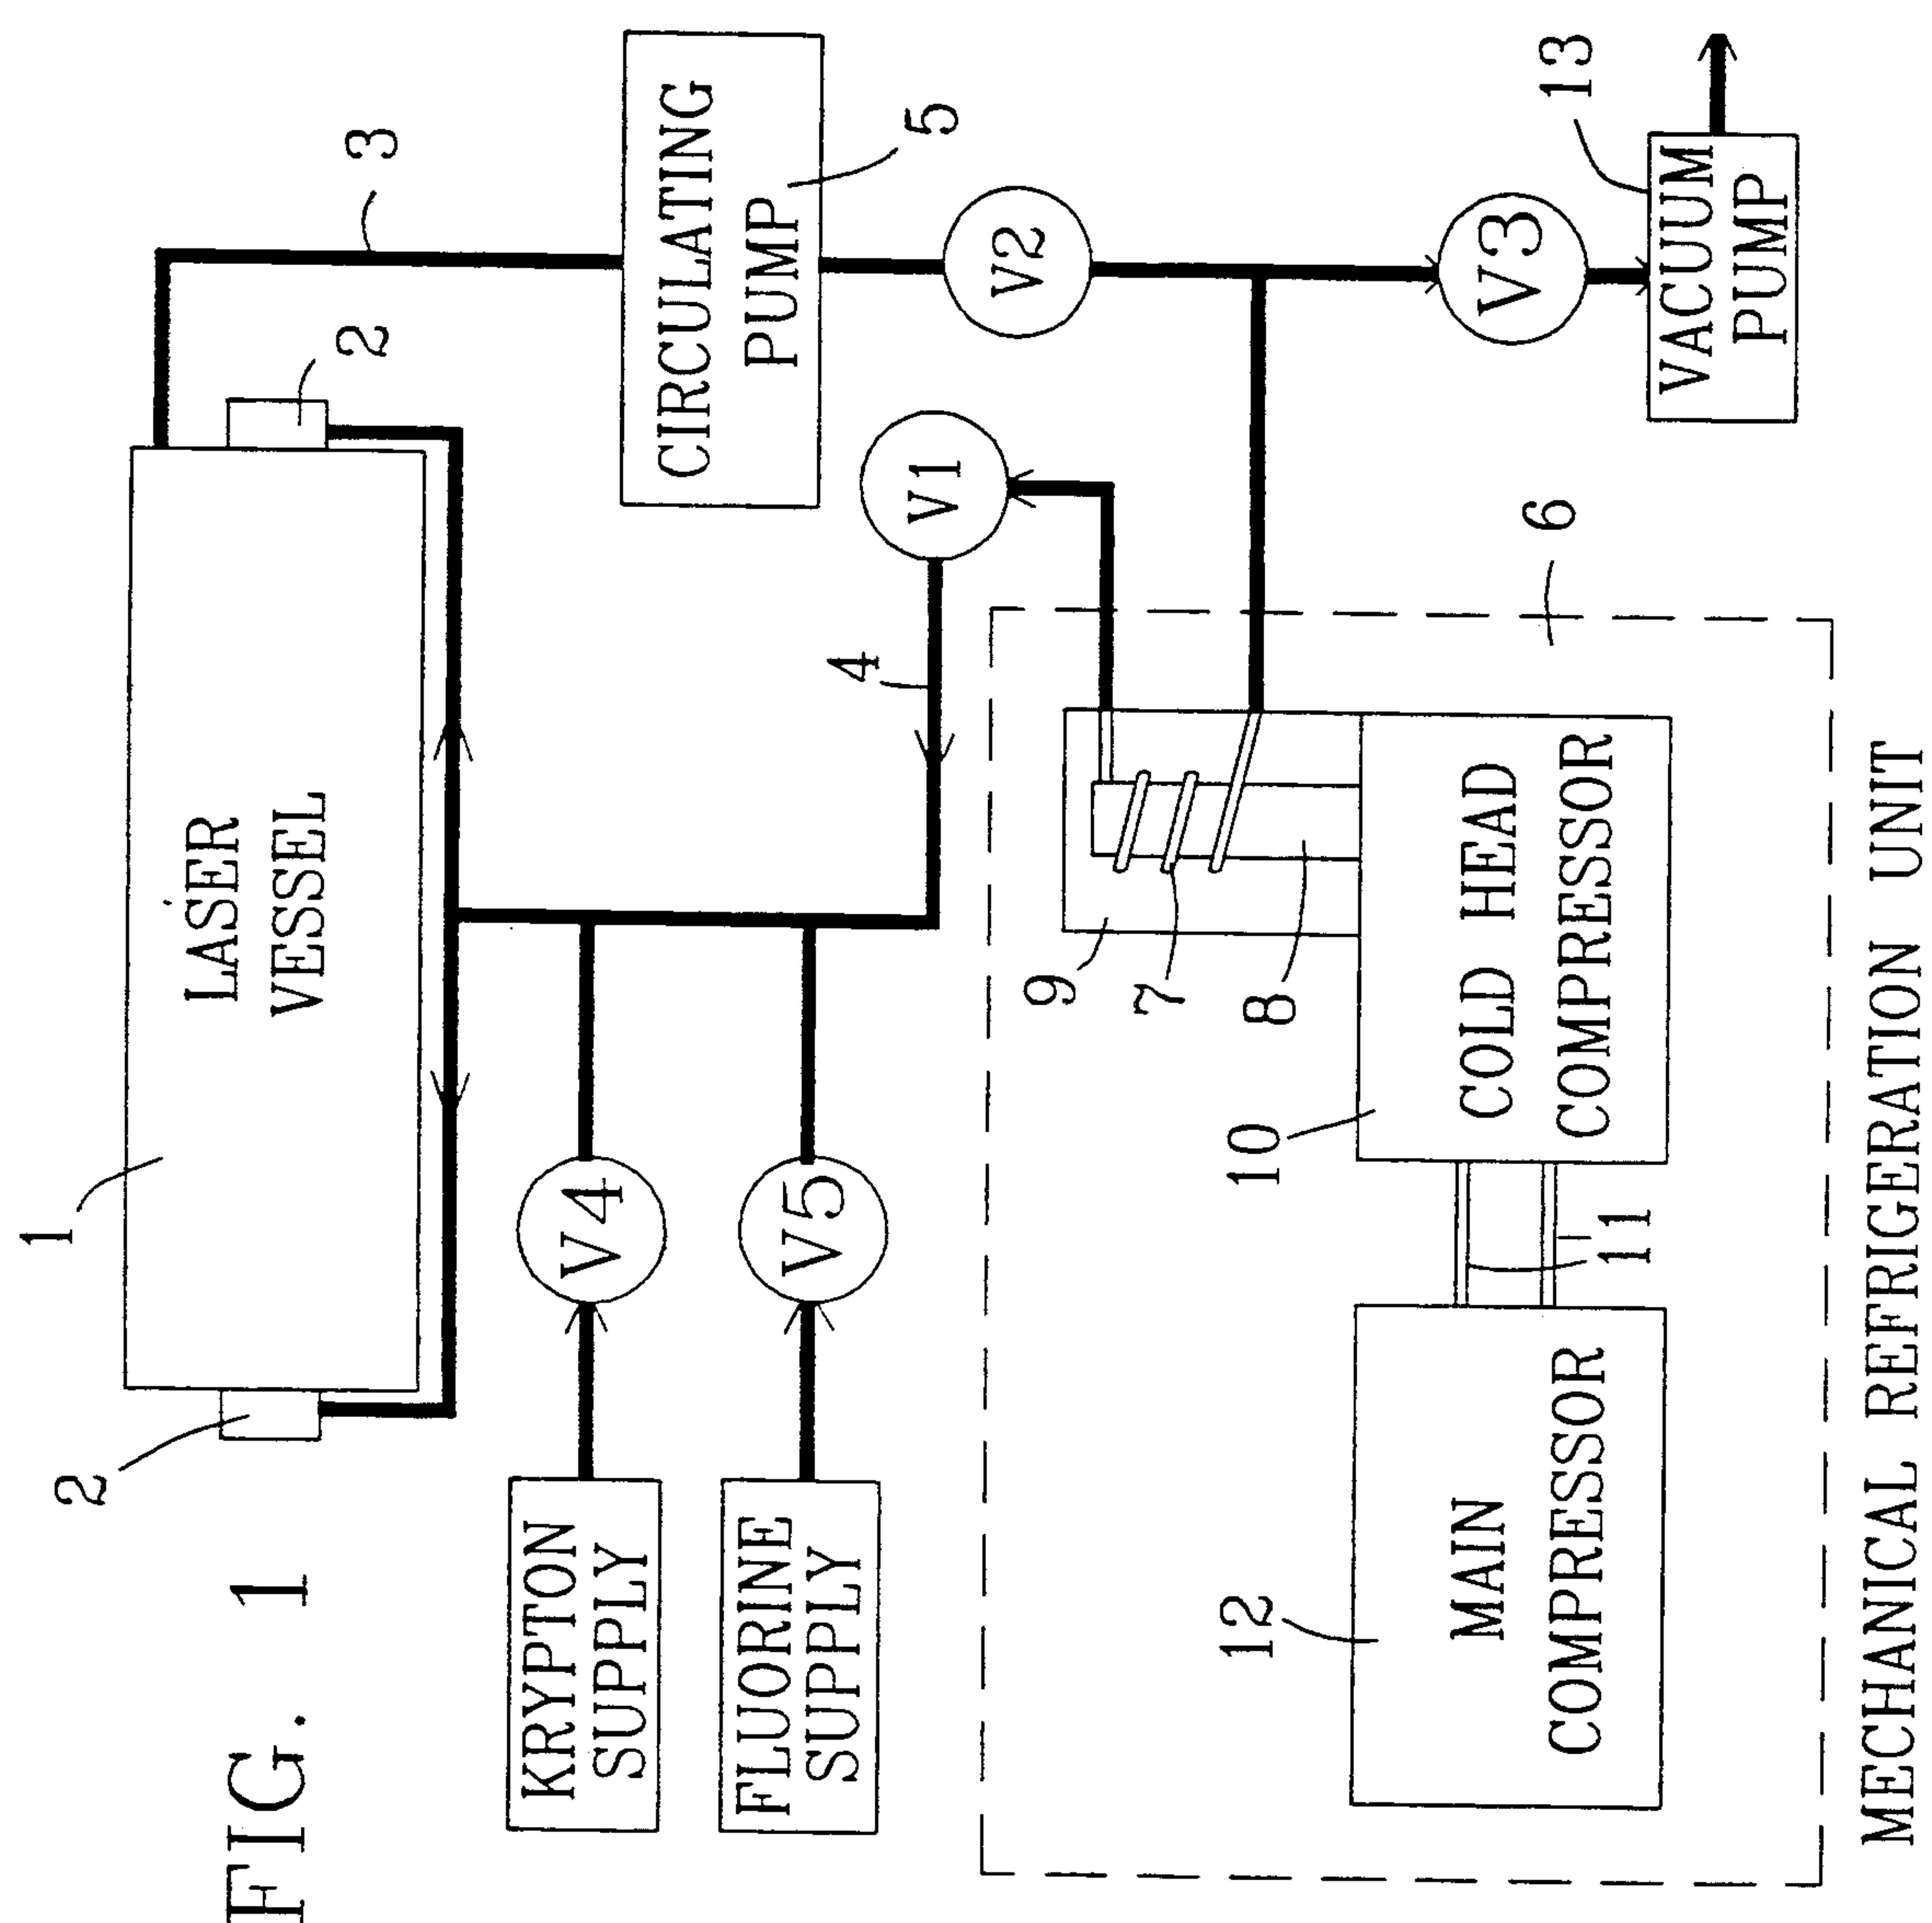 FIG. 1
1
2
LASER
VESSEL
2
3
KRYPTON
SUPPLY
V4
FLUORINE
SUPPLY
V5
4
V1
CIRCULATING
PUMP
5
V2
V3
13
VACUUM
PUMP
6
9
7
8
10
COLD HEAD
COMPRESSOR
11
12
MAIN
COMPRESSOR
MECHANICAL REFRIGERATION UNIT